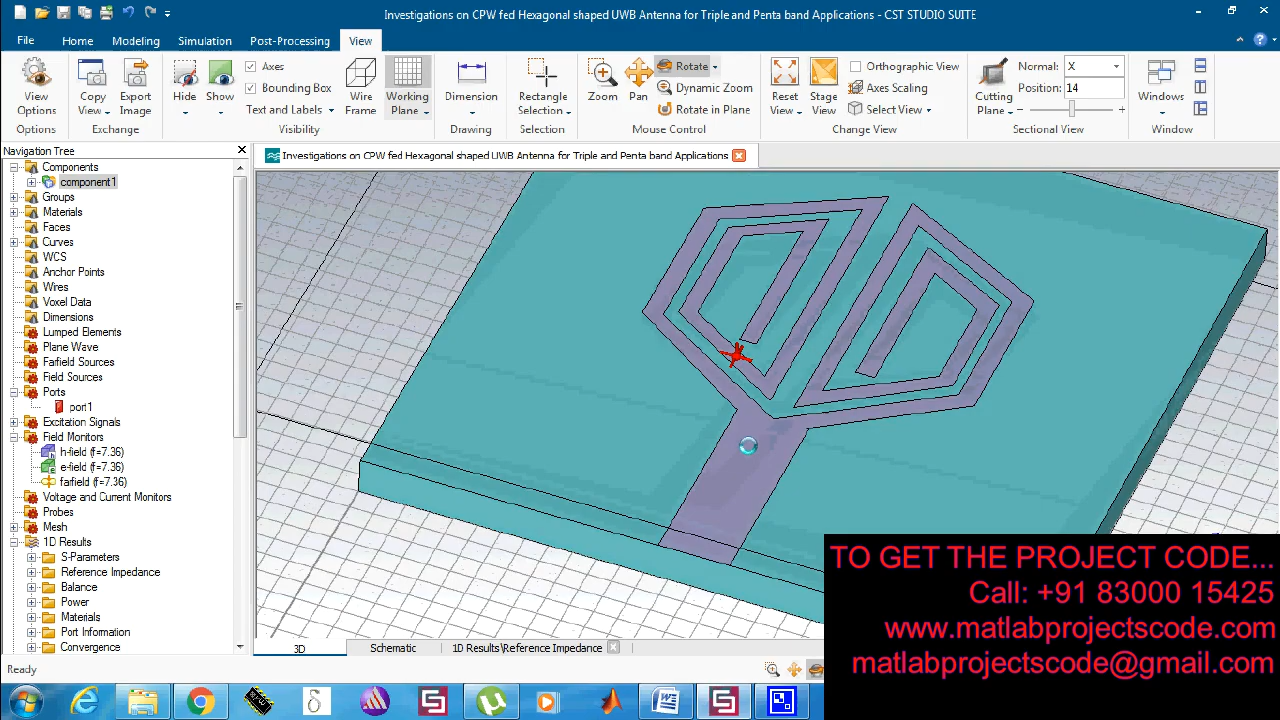 Investigations on CPW fed Hexagonal shaped UWB Antenna for Triple and Penta band Applications - CST STUDIO SUITE
File Home Modeling Simulation Post-Processing View
View Options
Options
Copy View
Export Image
Exchange
Hide
Show
Axes
Bounding Box
Text and Labels
Wire Frame
Working Plane
Visibility
Dimension
Drawing
Rectangle Selection
Selection
Zoom
Pan
Rotate
Dynamic Zoom
Rotate in Plane
Mouse Control
Reset View
Stage View
Orthographic View
Axes Scaling
Select View
Change View
Cutting Plane
Normal: X
Position: 14
Sectional View
Windows
Window
Navigation Tree
Components
component1
Groups
Materials
Faces
Curves
WCS
Anchor Points
Wires
Voxel Data
Dimensions
Lumped Elements
Plane Wave
Farfield Sources
Field Sources
Ports
port1
Excitation Signals
Field Monitors
h-field (f=7.36)
e-field (f=7.36)
farfield (f=7.36)
Voltage and Current Monitors
Probes
Mesh
1D Results
S-Parameters
Reference Impedance
Balance
Power
Materials
Port Information
Convergence
Investigations on CPW fed Hexagonal shaped UWB Antenna for Triple and Penta band Applications
3D Schematic 1D Results\Reference Impedance
Ready
TO GET THE PROJECT CODE...
Call: +91 83000 15425
www.matlabprojectscode.com
matlabprojectscode@gmail.com